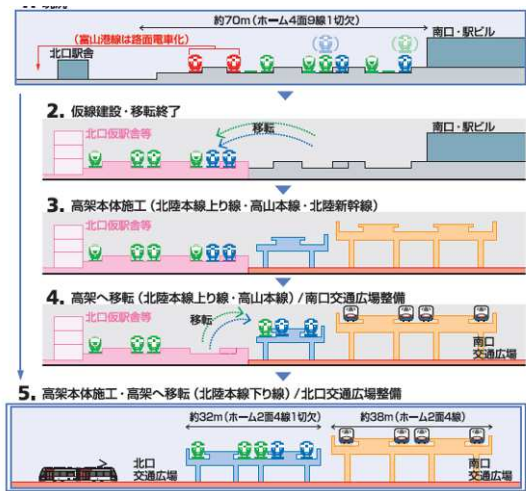 約70m（ホーム4面9線1切欠）
（富山港線は路面電車化）
北口駅舎
南口・駅ビル
2. 仮線建設・移転終了
北口仮駅舎等
移転
南口・駅ビル
3. 高架本体施工（北陸本線上り線・高山本線・北陸新幹線）
北口仮駅舎等
4. 高架へ移転（北陸本線上り線・高山本線）/南口交通広場整備
北口仮駅舎等
移転
南口
交通広場
5. 高架本体施工・高架へ移転（北陸本線下り線）/北口交通広場整備
約32m（ホーム2面4線1切欠）
約38m（ホーム2面4線）
北口
交通広場
南口
交通広場